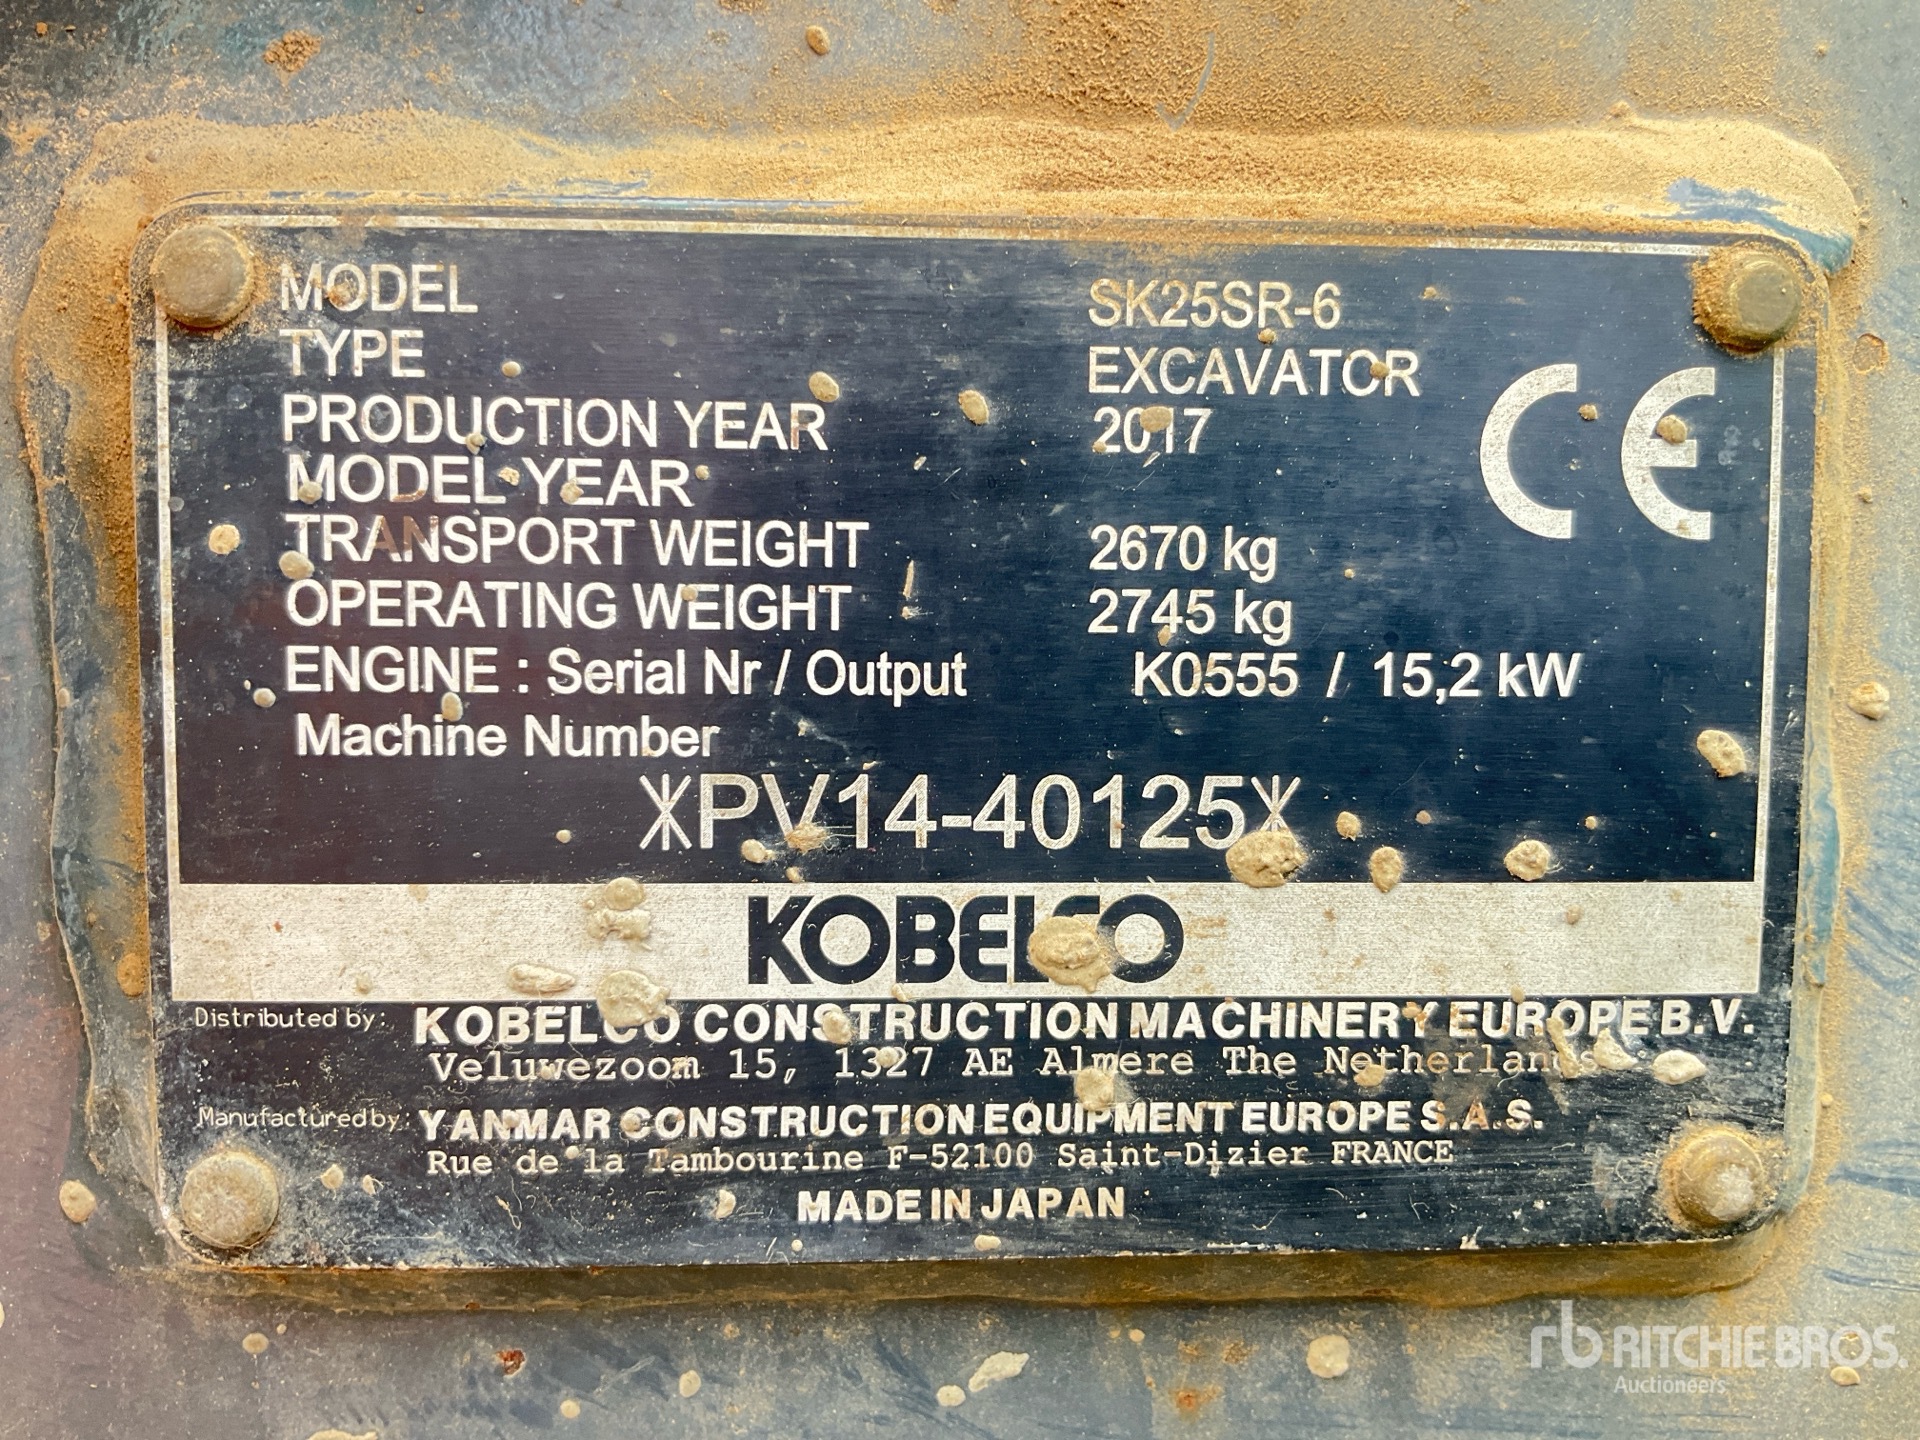 MODEL SK25SR-6
TYPE EXCAVATOR
PRODUCTION YEAR 2017
MODEL YEAR
TRANSPORT WEIGHT 2670 kg
OPERATING WEIGHT 2745 kg
ENGINE : Serial Nr / Output K0555 / 15,2 kW
Machine Number
*PV14-40125*
CE
KOBELCO
Distributed by: KOBELCO CONSTRUCTION MACHINERY EUROPE B.V.
Veluwezoom 15, 1327 AE Almere The Netherlands
Manufactured by: YANMAR CONSTRUCTION EQUIPMENT EUROPE S.A.S.
Rue de la Tambourine F-52100 Saint-Dizier FRANCE
MADE IN JAPAN
rb RITCHIE BROS.
Auctioneers